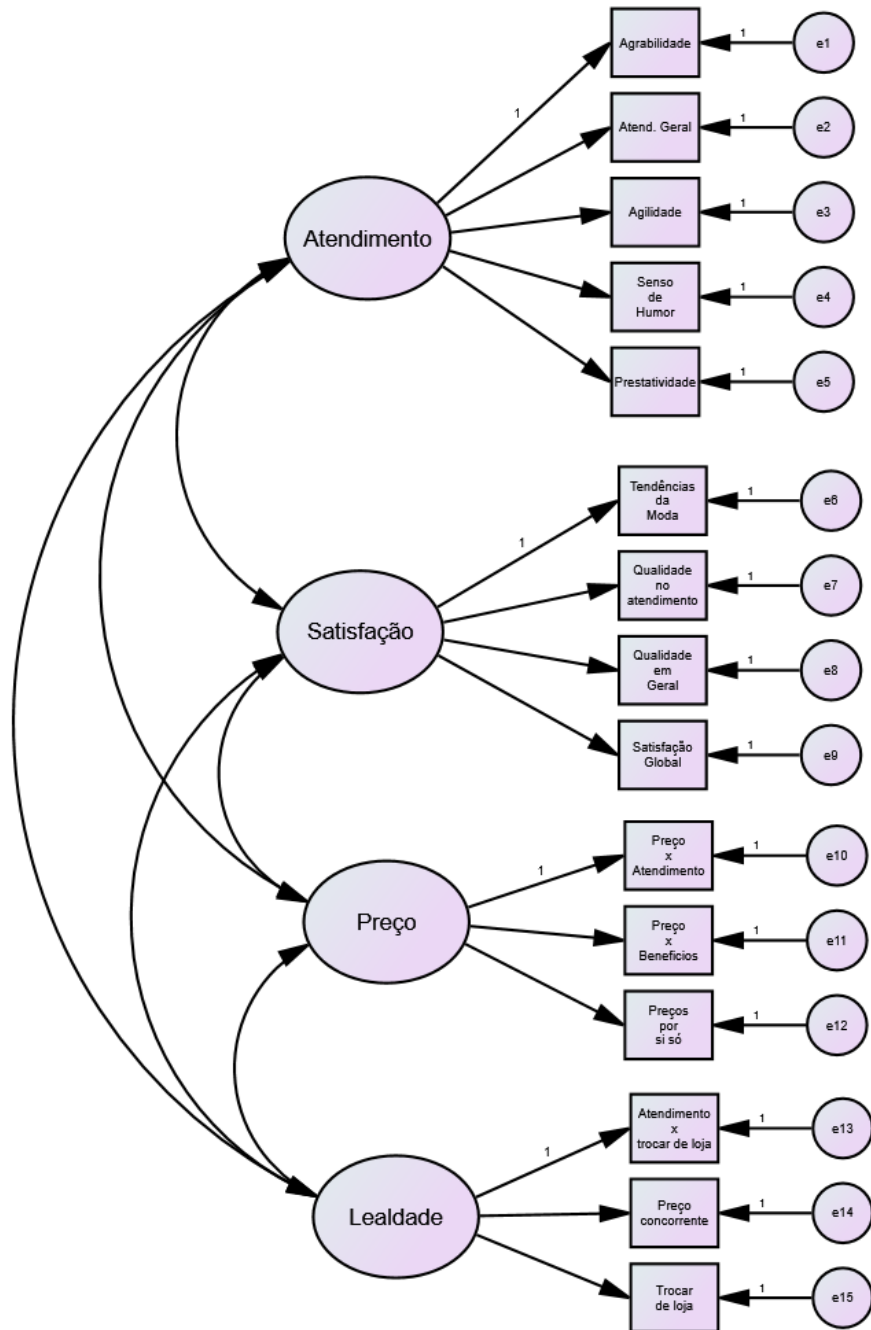 1
Agrabilidade
1
e1
Atend. Geral
1
e2
Atendimento
Agilidade
1
e3
Senso
de
Humor
1
e4
Prestatividade
1
e5
1
Tendências
da
Moda
1
e6
Satisfação
Qualidade
no
atendimento
1
e7
Qualidade
em
Geral
1
e8
Satisfação
Global
1
e9
1
Preço
x
Atendimento
1
e10
Preço
Preço
x
Beneficios
1
e11
Preços
por
si só
1
e12
1
Atendimento
x
trocar de loja
1
e13
Lealdade
Preço
concorrente
1
e14
Trocar
de loja
1
e15